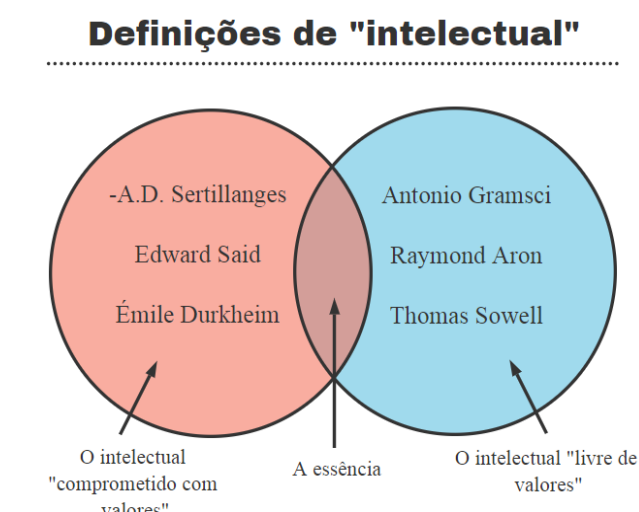 Definições de "intelectual"
-A.D. Sertillanges
Edward Said
Émile Durkheim
Antonio Gramsci
Raymond Aron
Thomas Sowell
O intelectual
"comprometido com
valores"
A essência
O intelectual "livre de
valores"